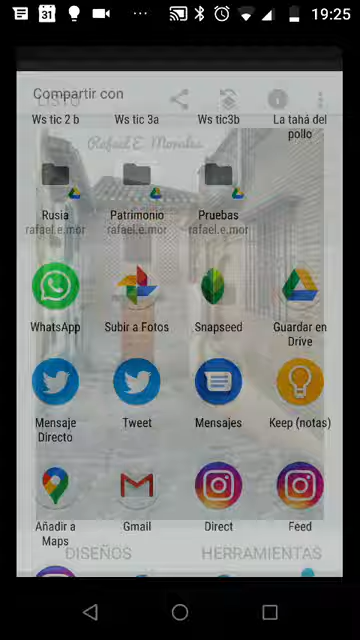 31
19:25
LISTO
Compartir con
Ws tic 2 b
Ws tic 3a
Ws tic3b
La taha del pollo
Rafael E. Morales
Rusia
rafael.e.mor
Patrimonio
rafael.e.mor
Pruebas
rafael.e.mor
WhatsApp
Subir a Fotos
Snapseed
Guardar en Drive
Mensaje Directo
Tweet
Mensajes
Keep (notas)
Añadir a Maps
Gmail
Direct
Feed
DISEÑOS
HERRAMIENTAS